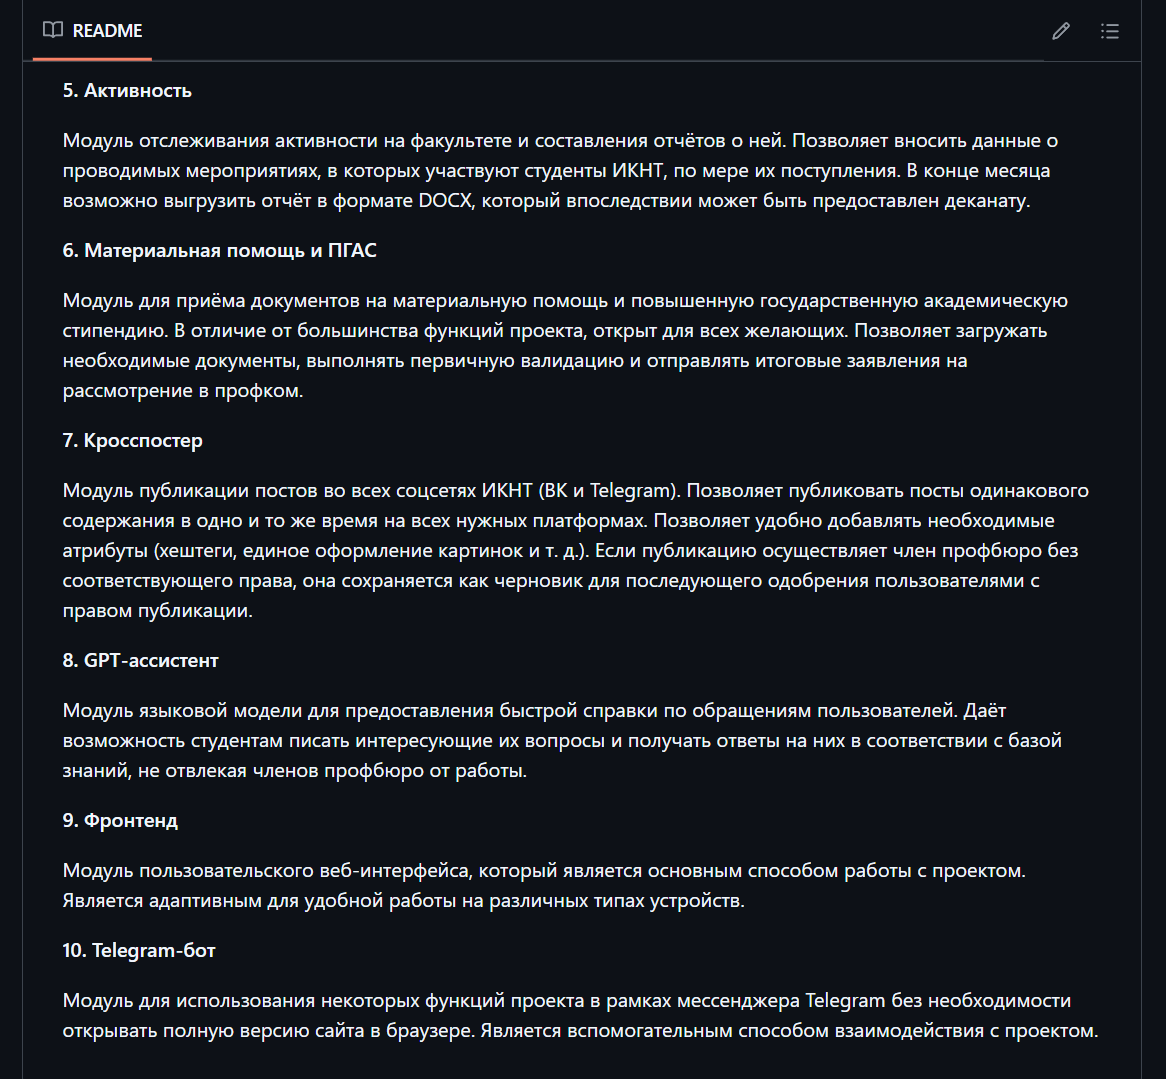 README
5. Активность
Модуль отслеживания активности на факультете и составления отчётов о ней. Позволяет вносить данные о
проводимых мероприятиях, в которых участвуют студенты ИКНТ, по мере их поступления. В конце месяца
возможно выгрузить отчёт в формате DOCX, который впоследствии может быть предоставлен деканату.
6. Материальная помощь и ПГАС
Модуль для приёма документов на материальную помощь и повышенную государственную академическую
стипендию. В отличие от большинства функций проекта, открыт для всех желающих. Позволяет загружать
необходимые документы, выполнять первичную валидацию и отправлять итоговые заявления на
рассмотрение в профком.
7. Кросспостер
Модуль публикации постов во всех соцсетях ИКНТ (ВК и Telegram). Позволяет публиковать посты одинакового
содержания в одно и то же время на всех нужных платформах. Позволяет удобно добавлять необходимые
атрибуты (хештеги, единое оформление картинок и т. д.). Если публикацию осуществляет член профбюро без
соответствующего права, она сохраняется как черновик для последующего одобрения пользователями с
правом публикации.
8. GPT-ассистент
Модуль языковой модели для предоставления быстрой справки по обращениям пользователей. Даёт
возможность студентам писать интересующие их вопросы и получать ответы на них в соответствии с базой
знаний, не отвлекая членов профбюро от работы.
9. Фронтенд
Модуль пользовательского веб-интерфейса, который является основным способом работы с проектом.
Является адаптивным для удобной работы на различных типах устройств.
10. Telegram-бот
Модуль для использования некоторых функций проекта в рамках мессенджера Telegram без необходимости
открывать полную версию сайта в браузере. Является вспомогательным способом взаимодействия с проектом.